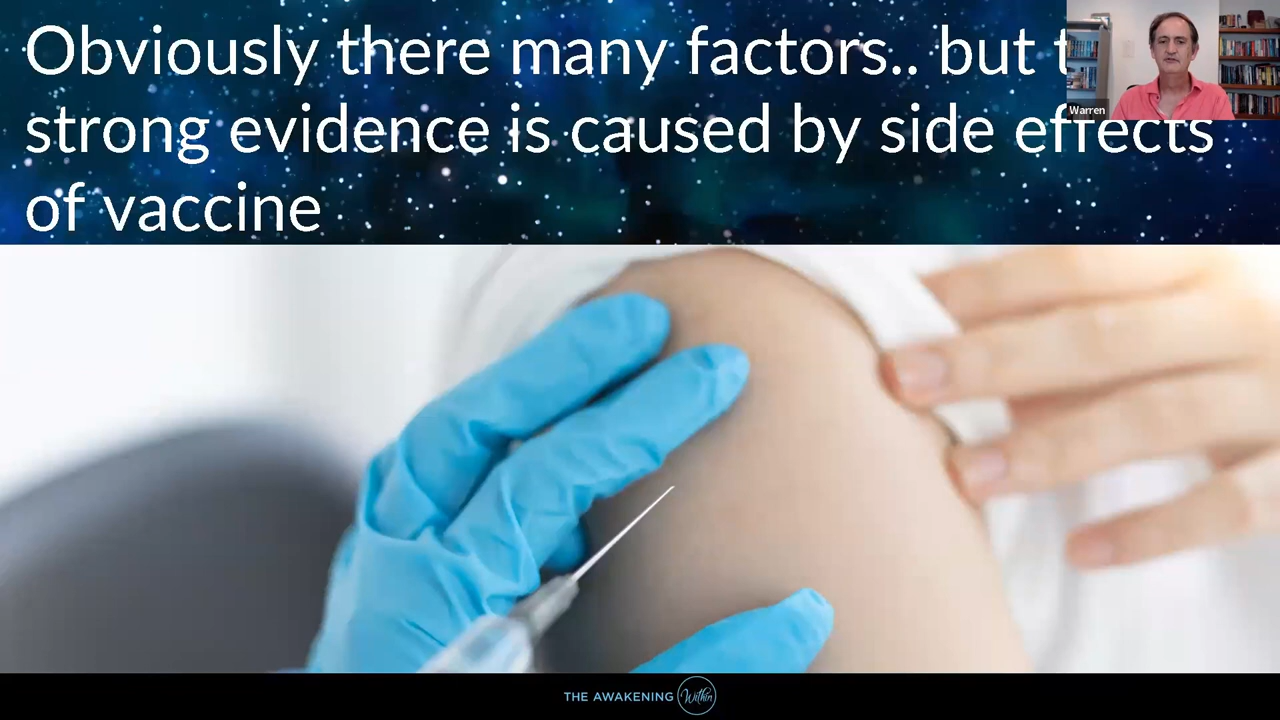 Obviously there many factors.. but
strong evidence is caused by side effects
of vaccine
Warren
THE AWAKENING Within